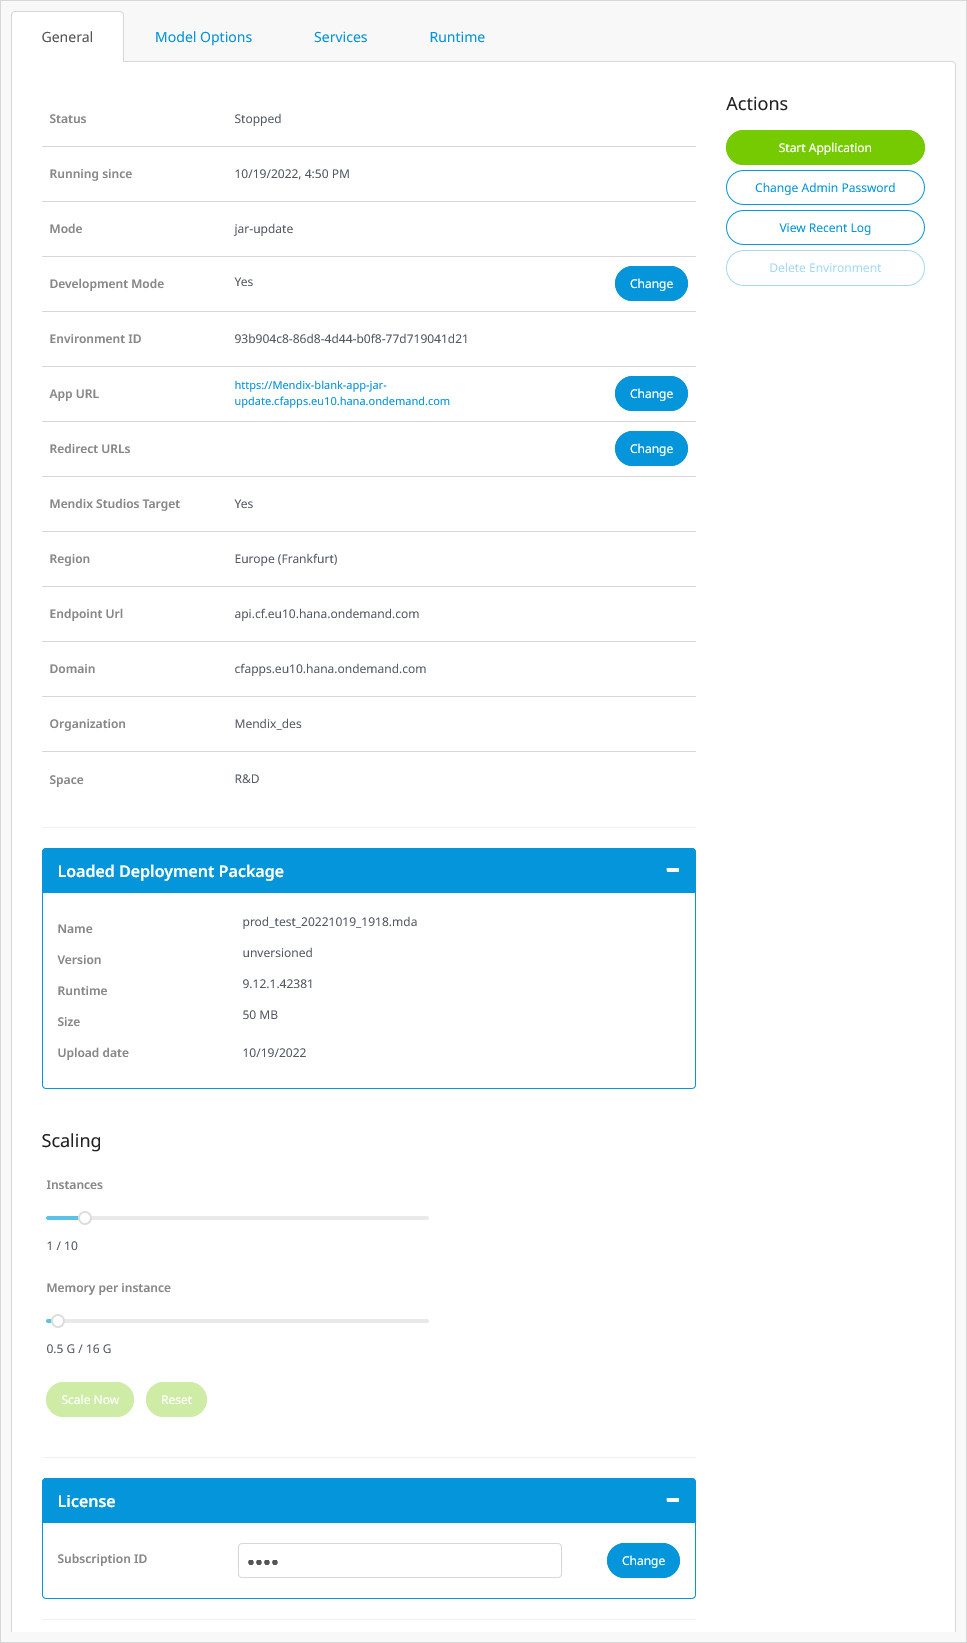 General
Model Options
Services
Runtime
Status
Stopped
Running since
10/19/2022, 4:50 PM
Mode
jar-update
Development Mode
Yes
Change
Environment ID
93b904c8-86d8-4d44-b0f8-77d719041d21
App URL
https://Mendix-blank-app-jar-
update.cfapps.eu10.hana.ondemand.com
Change
Redirect URLs
Change
Mendix Studios Target
Yes
Region
Europe (Frankfurt)
Endpoint Url
api.cf.eu10.hana.ondemand.com
Domain
cfapps.eu10.hana.ondemand.com
Organization
Mendix_des
Space
R&D
Actions
Start Application
Change Admin Password
View Recent Log
Delete Environment
Loaded Deployment Package
Name
prod_test_20221019_1918.mda
Version
unversioned
Runtime
9.12.1.42381
Size
50 MB
Upload date
10/19/2022
Scaling
Instances
1 / 10
Memory per instance
0.5 G / 16 G
Scale Now
Reset
License
Subscription ID
••••
Change